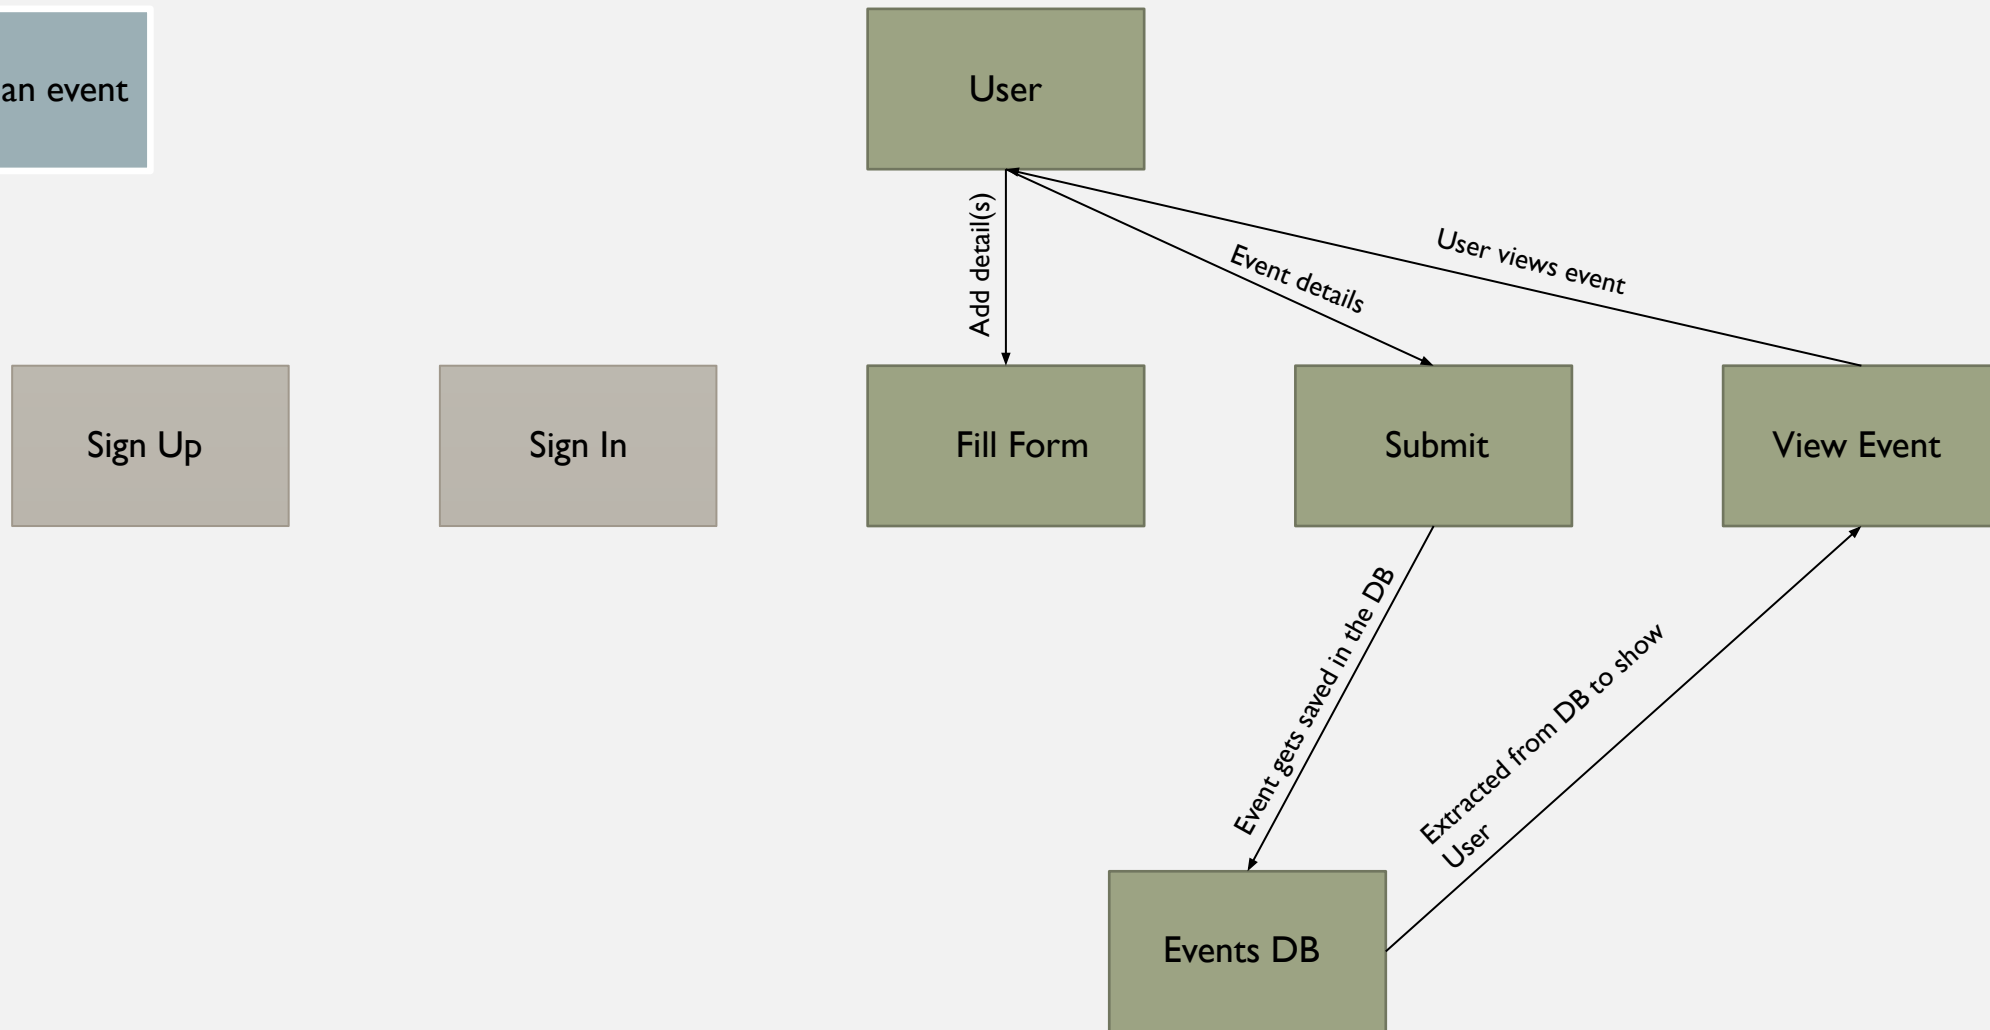 an event
User
Add detail(s)
Event details
User views event
Sign Up
Sign In
Fill Form
Submit
View Event
Event gets saved in the DB
Extracted from DB to show
User
Events DB